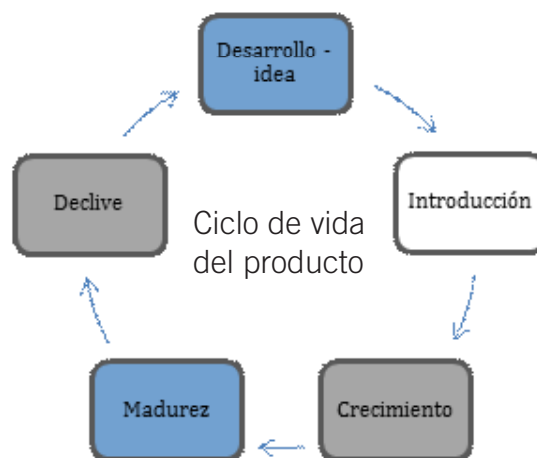 Desarrollo -
idea
Introducción
Crecimiento
Madurez
Declive
Ciclo de vida
del producto